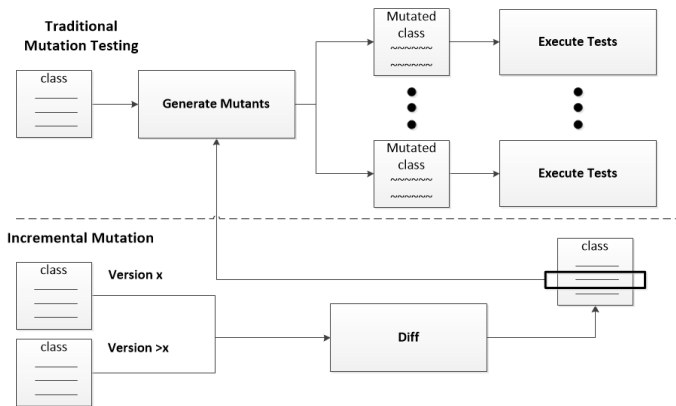 Traditional
Mutation Testing
class
Generate Mutants
Mutated
class
~~~~~~
~~~~~~
Execute Tests
Mutated
class
~~~~~~
~~~~~~
Execute Tests
Incremental Mutation
class
Version x
class
Version >x
Diff
class